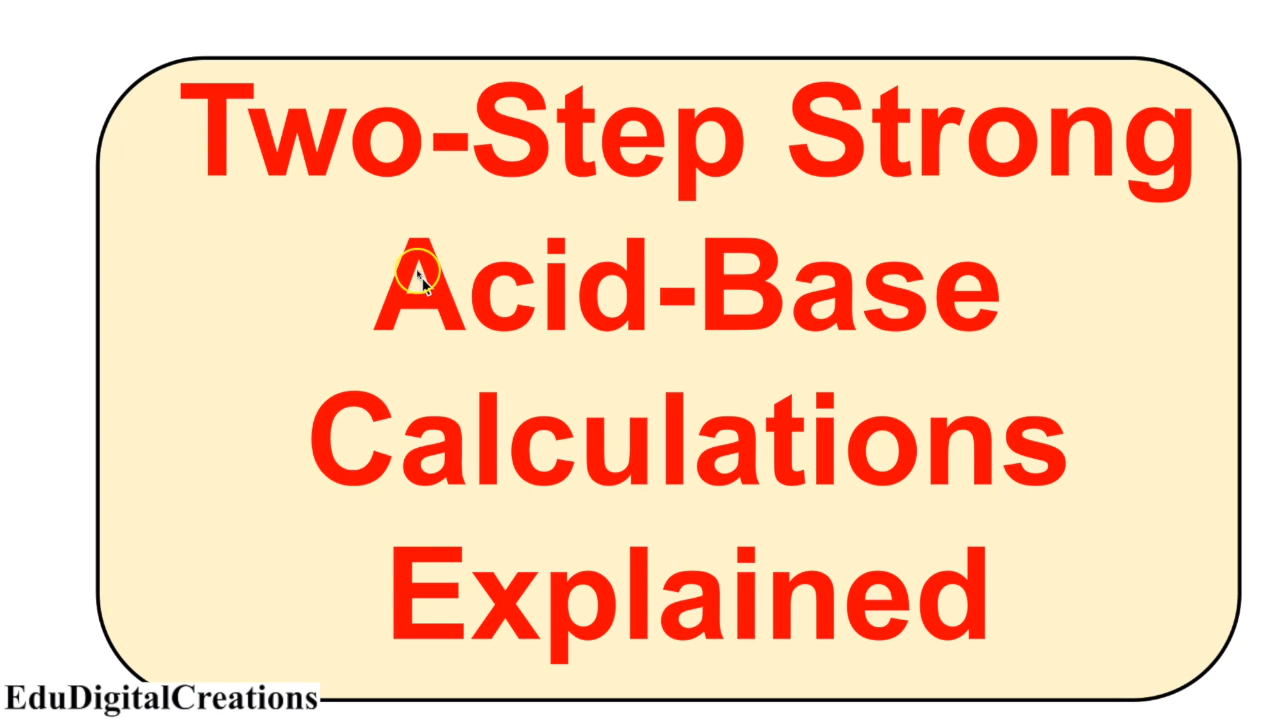 Two-Step Strong
Acid-Base
Calculations
Explained
EduDigitalCreations